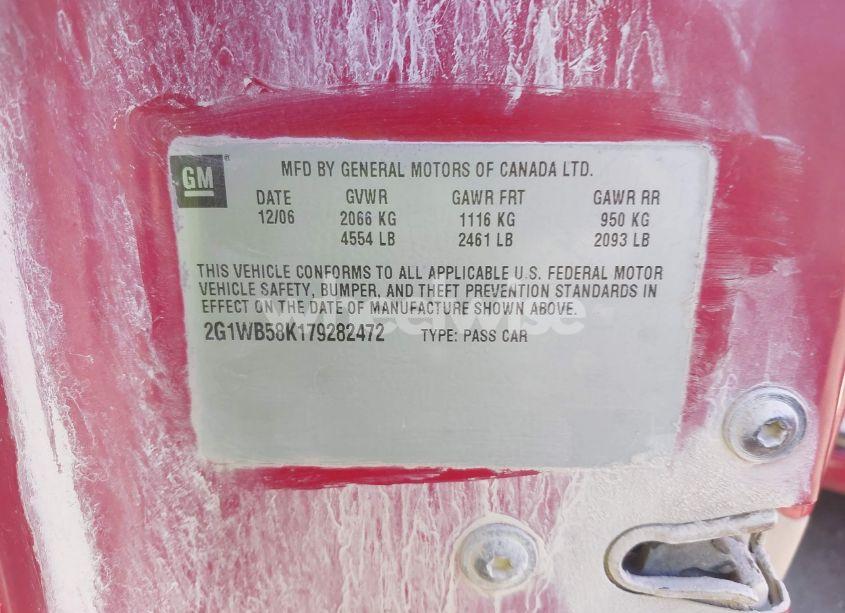 GM ® MFD BY GENERAL MOTORS OF CANADA LTD.
DATE GVWR GAWR FRT GAWR RR
12/06 2066 KG 1116 KG 950 KG
4554 LB 2461 LB 2093 LB
THIS VEHICLE CONFORMS TO ALL APPLICABLE U.S. FEDERAL MOTOR
VEHICLE SAFETY, BUMPER, AND THEFT PREVENTION STANDARDS IN
EFFECT ON THE DATE OF MANUFACTURE SHOWN ABOVE.
2G1WB58K179282472 TYPE: PASS CAR